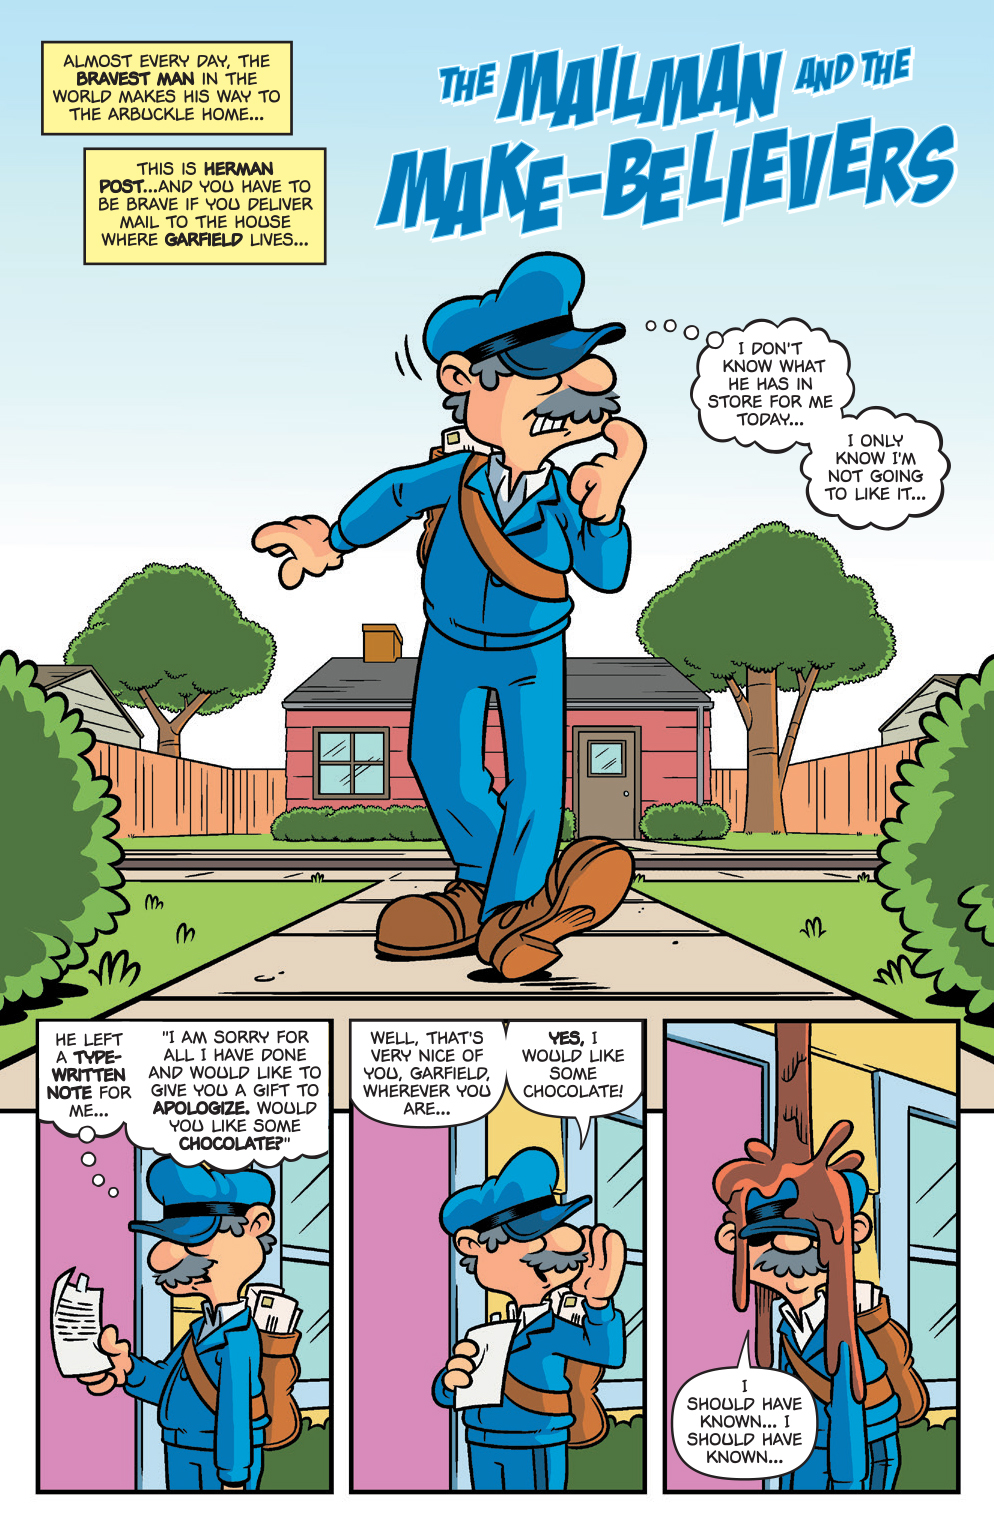 ALMOST EVERY DAY, THE
BRAVEST MAN IN THE
WORLD MAKES HIS WAY TO
THE ARBUCKLE HOME...
THE MAILMAN AND THE
MAKE-BELIEVERS
THIS IS HERMAN
POST...AND YOU HAVE TO
BE BRAVE IF YOU DELIVER
MAIL TO THE HOUSE
WHERE GARFIELD LIVES...
I DON'T
KNOW WHAT
HE HAS IN
STORE FOR ME
TODAY...
I ONLY
KNOW I'M
NOT GOING
TO LIKE IT...
HE LEFT
A TYPE-
WRITTEN
NOTE FOR
ME...
"I AM SORRY FOR
ALL I HAVE DONE
AND WOULD LIKE TO
GIVE YOU A GIFT TO
APOLOGIZE. WOULD
YOU LIKE SOME
CHOCOLATE?"
WELL, THAT'S
VERY NICE OF
YOU, GARFIELD,
WHEREVER YOU
ARE...
YES, I
WOULD LIKE
SOME
CHOCOLATE!
I
SHOULD HAVE
KNOWN... I
SHOULD HAVE
KNOWN...